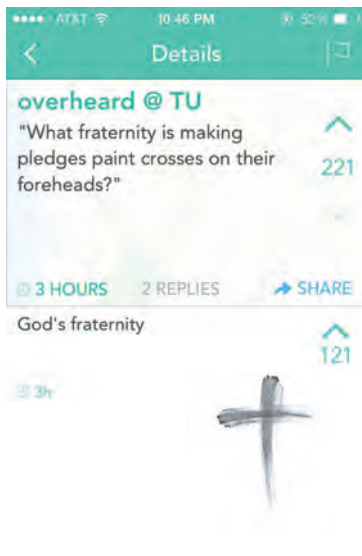 AT&T 10:46 PM 52%
Details
overheard @ TU
"What fraternity is making
pledges paint crosses on their
foreheads?"
221
3 HOURS 2 REPLIES SHARE
God's fraternity
121
3h